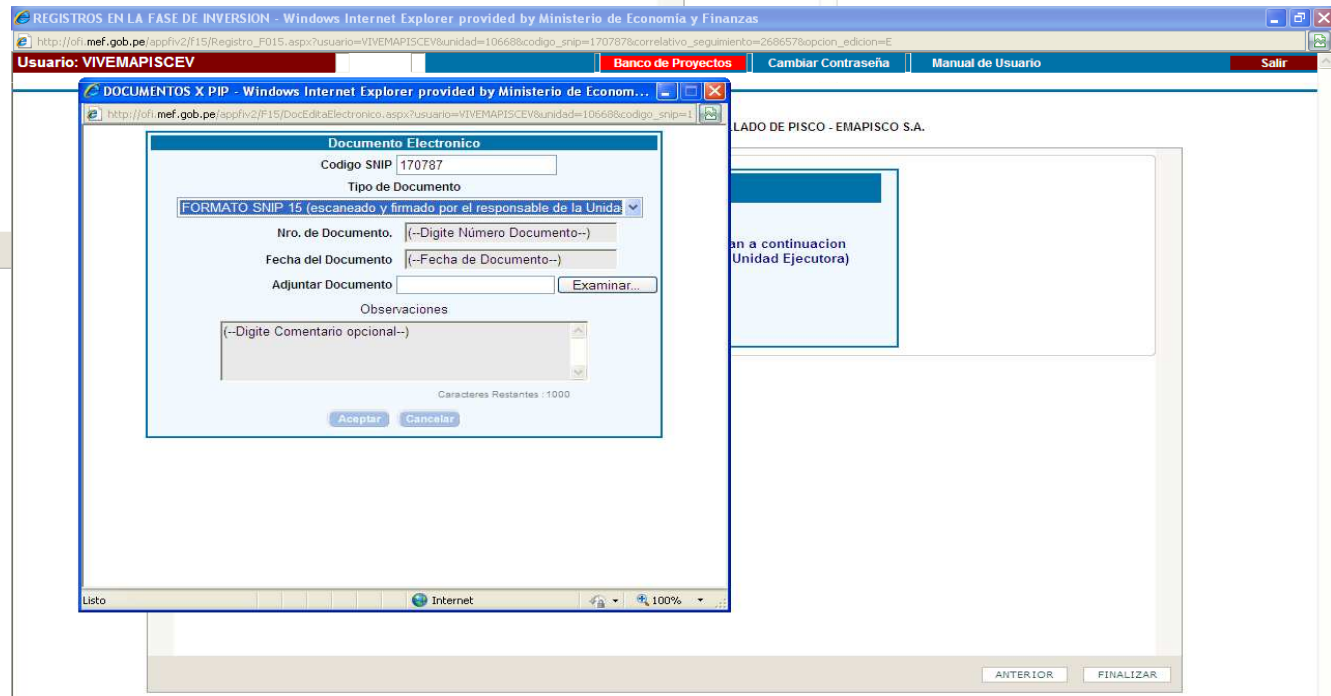 REGISTROS EN LA FASE DE INVERSION - Windows Internet Explorer provided by Ministerio de Economía y Finanzas
http://ofi.mef.gob.pe/appfiv2/f15/Registro_F015.aspx?usuario=VIVEMAPISCEV&unidad=10668&codigo_snip=170787&correlativo_seguimiento=268657&opcion_edicion=E
Usuario: VIVEMAPISCEV
Banco de Proyectos
Cambiar Contraseña
Manual de Usuario
Salir
DOCUMENTOS X PIP - Windows Internet Explorer provided by Ministerio de Econom...
http://ofi.mef.gob.pe/appfiv2/F15/DocEditaElectronico.aspx?usuario=VIVEMAPISCEV&unidad=10668&codigo_snip=1
LLADO DE PISCO - EMAPISCO S.A.
Documento Electronico
Codigo SNIP 170787
Tipo de Documento
FORMATO SNIP 15 (escaneado y firmado por el responsable de la Unida
Nro. de Documento. (--Digite Número Documento--)
an a continuacion
Fecha del Documento (--Fecha de Documento--)
Unidad Ejecutora)
Adjuntar Documento Examinar...
Observaciones
(--Digite Comentario opcional--)
Caracteres Restantes : 1000
Aceptar Cancelar
Listo
Internet
100%
ANTERIOR
FINALIZAR